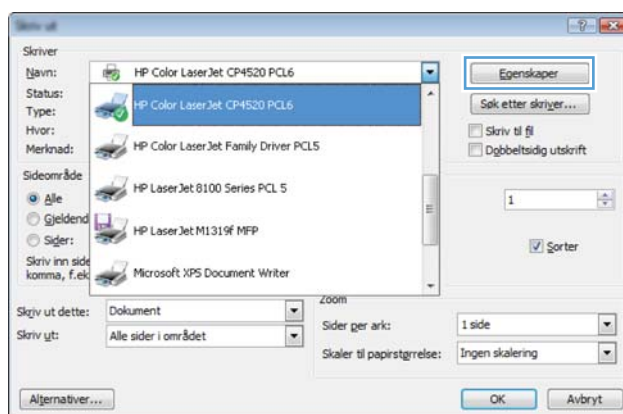 Skriv ut
Skriver
Navn: HP Color LaserJet CP4520 PCL6 Egenskaper
Status: HP Color LaserJet CP4520 PCL6 Søk etter skriver...
Type:
Hvor: HP Color LaserJet Family Driver PCL5 Skriv til fil
Merknad: Dobbeltsidig utskrift
Sideområde HP LaserJet 8100 Series PCL 5
Alle 1
Gjeldend HP LaserJet M1319f MFP
Sider: Sorter
Skriv inn side
komma, f.ek Microsoft XPS Document Writer
Zoom
Skriv ut dette: Dokument Sider per ark: 1 side
Skriv ut: Alle sider i området Skaler til papirstørrelse: Ingen skalering
Alternativer... OK Avbryt